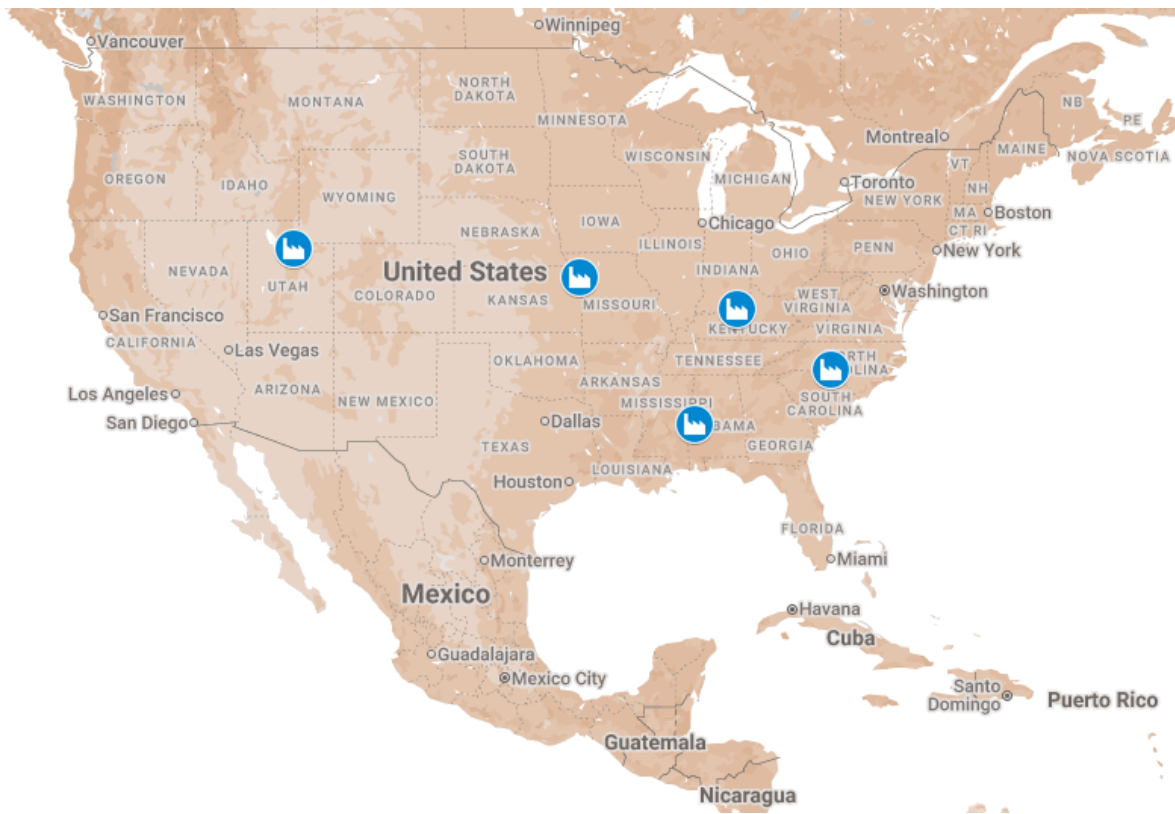 Winnipeg
Vancouver
WASHINGTON
MONTANA
NORTH
DAKOTA
MINNESOTA
NB
PE
Montreal
MAINE
NOVA SCOTIA
OREGON
IDAHO
WYOMING
SOUTH
DAKOTA
WISCONSIN
MICHIGAN
Toronto
VT
NH
NEW YORK
MA
Boston
CT RI
NEBRASKA
IOWA
Chicago
ILLINOIS
INDIANA
OHIO
PENN
New York
NEVADA
UTAH
United States
COLORADO
KANSAS
MISSOURI
WEST
VIRGINIA
Washington
San Francisco
CALIFORNIA
KENTUCKY
VIRGINIA
Las Vegas
OKLAHOMA
TENNESSEE
RTH
LINA
Los Angeles
ARIZONA
NEW MEXICO
ARKANSAS
MISSISSIPPI
SOUTH
CAROLINA
San Diego
Dallas
BAMA
TEXAS
GEORGIA
LOUISIANA
Houston
FLORIDA
Monterrey
Miami
Mexico
Havana
Cuba
Guadalajara
Mexico City
Santo
Domingo
Puerto Rico
Guatemala
Nicaragua